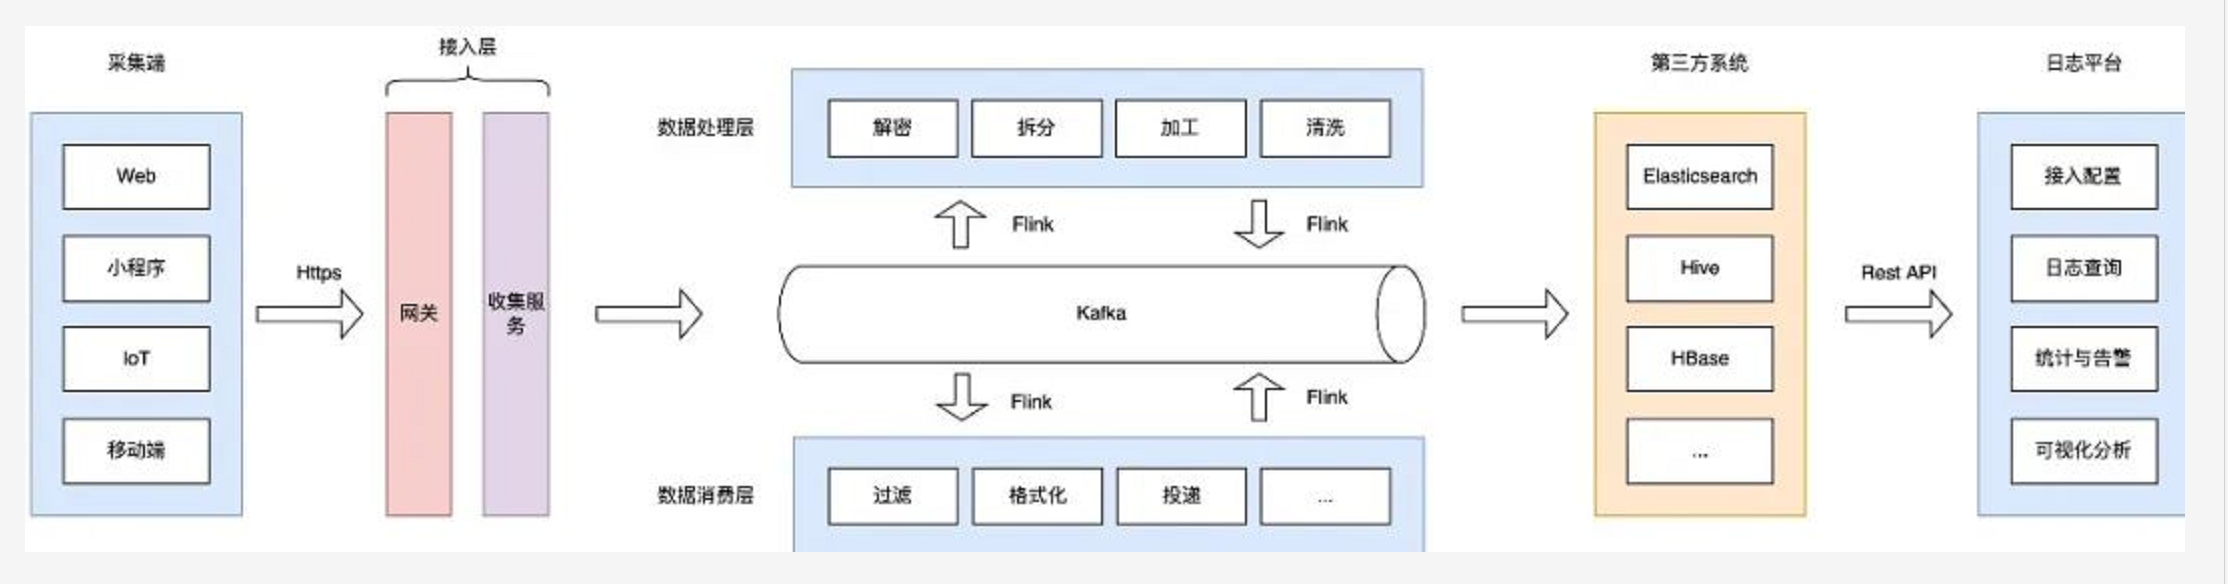 采集端
Web
小程序
IoT
移动端
Https
接入层
网关
收集服
务
数据处理层
解密
拆分
加工
清洗
Flink
Flink
Kafka
Flink
Flink
数据消费层
过滤
格式化
投递
...
第三方系统
Elasticsearch
Hive
HBase
...
Rest API
日志平台
接入配置
日志查询
统计与告警
可视化分析